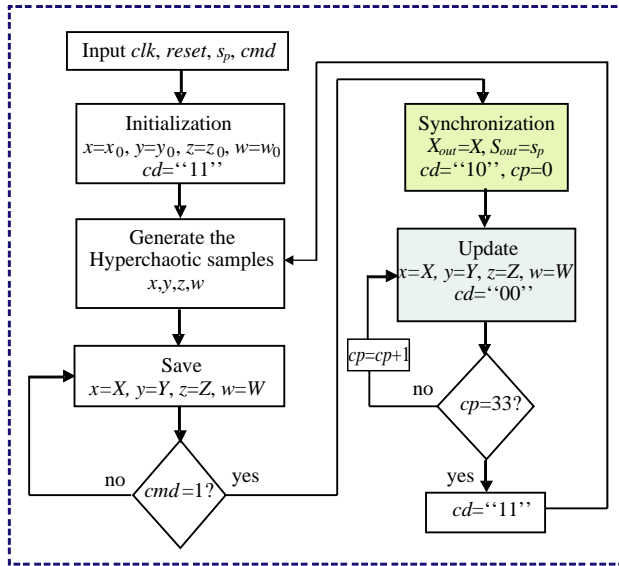 Input clk, reset, sp, cmd
Initialization
x=x0, y=y0, z=z0, w=w0
cd=“11”
Generate the
Hyperchaotic samples
x,y,z,w
Save
x=X, y=Y, z=Z, w=W
no
cmd=1?
yes
Synchronization
Xout=X, Sout=sp
cd=‘‘10’’, cp=0
Update
x=X, y=Y, z=Z, w=W
cd=‘‘00’’
cp=cp+1
no
cp=33?
yes
cd=‘‘11’’